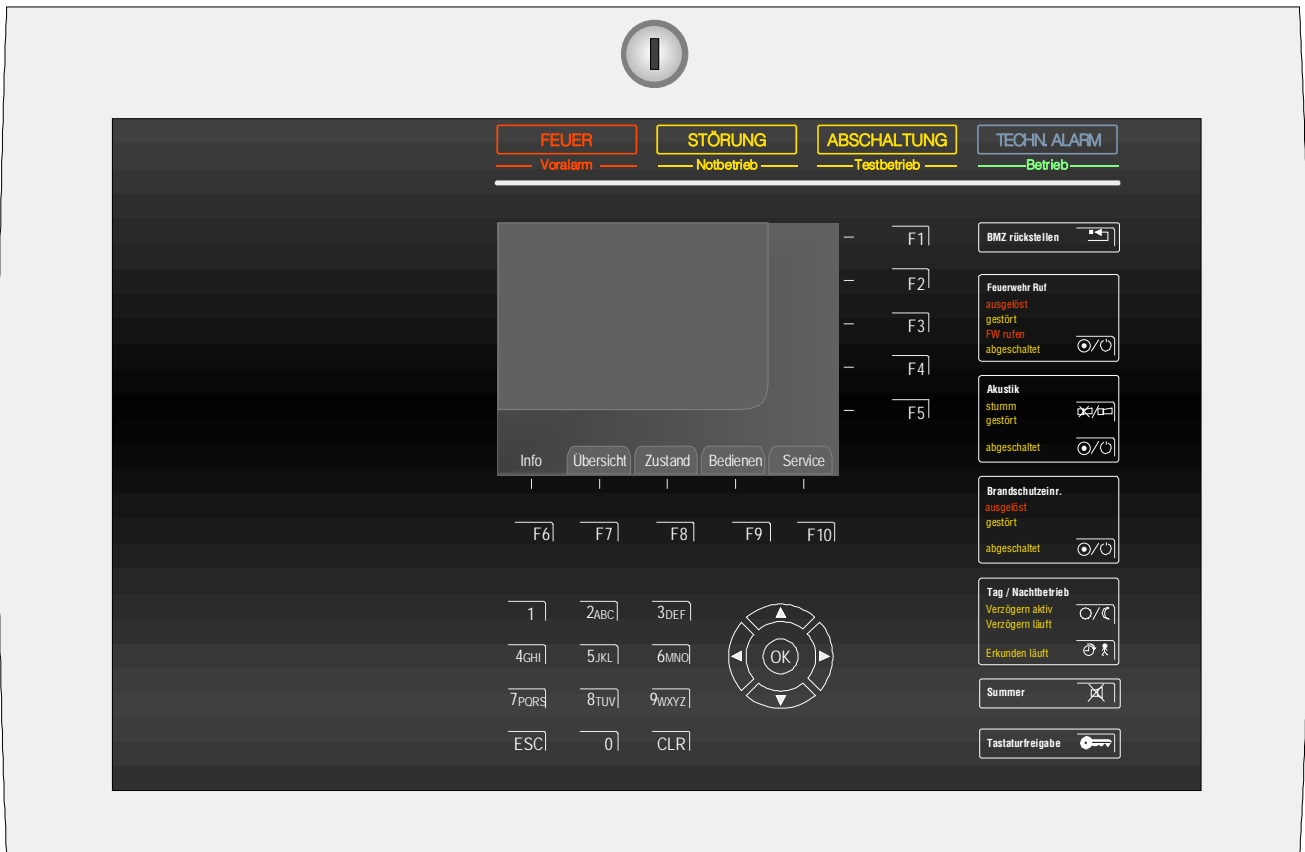 FEUER STÖRUNG ABSCHALTUNG TECHN. ALARM
Voralarm Notbetrieb Testbetrieb Betrieb
F1
F2
F3
F4
F5
Info Übersicht Zustand Bedienen Service
F6 F7 F8 F9 F10
1 2ABC 3DEF
4GHI 5JKL 6MNO
7PQRS 8TUV 9WXYZ
ESC 0 CLR
OK
BMZ rückstellen
Feuerwehr Ruf
ausgelöst
gestört
FW rufen
abgeschaltet
Akustik
stumm
gestört
abgeschaltet
Brandschutzeinr.
ausgelöst
gestört
abgeschaltet
Tag / Nachtbetrieb
Verzögern aktiv
Verzögern läuft
Erkunden läuft
Summer
Tastaturfreigabe